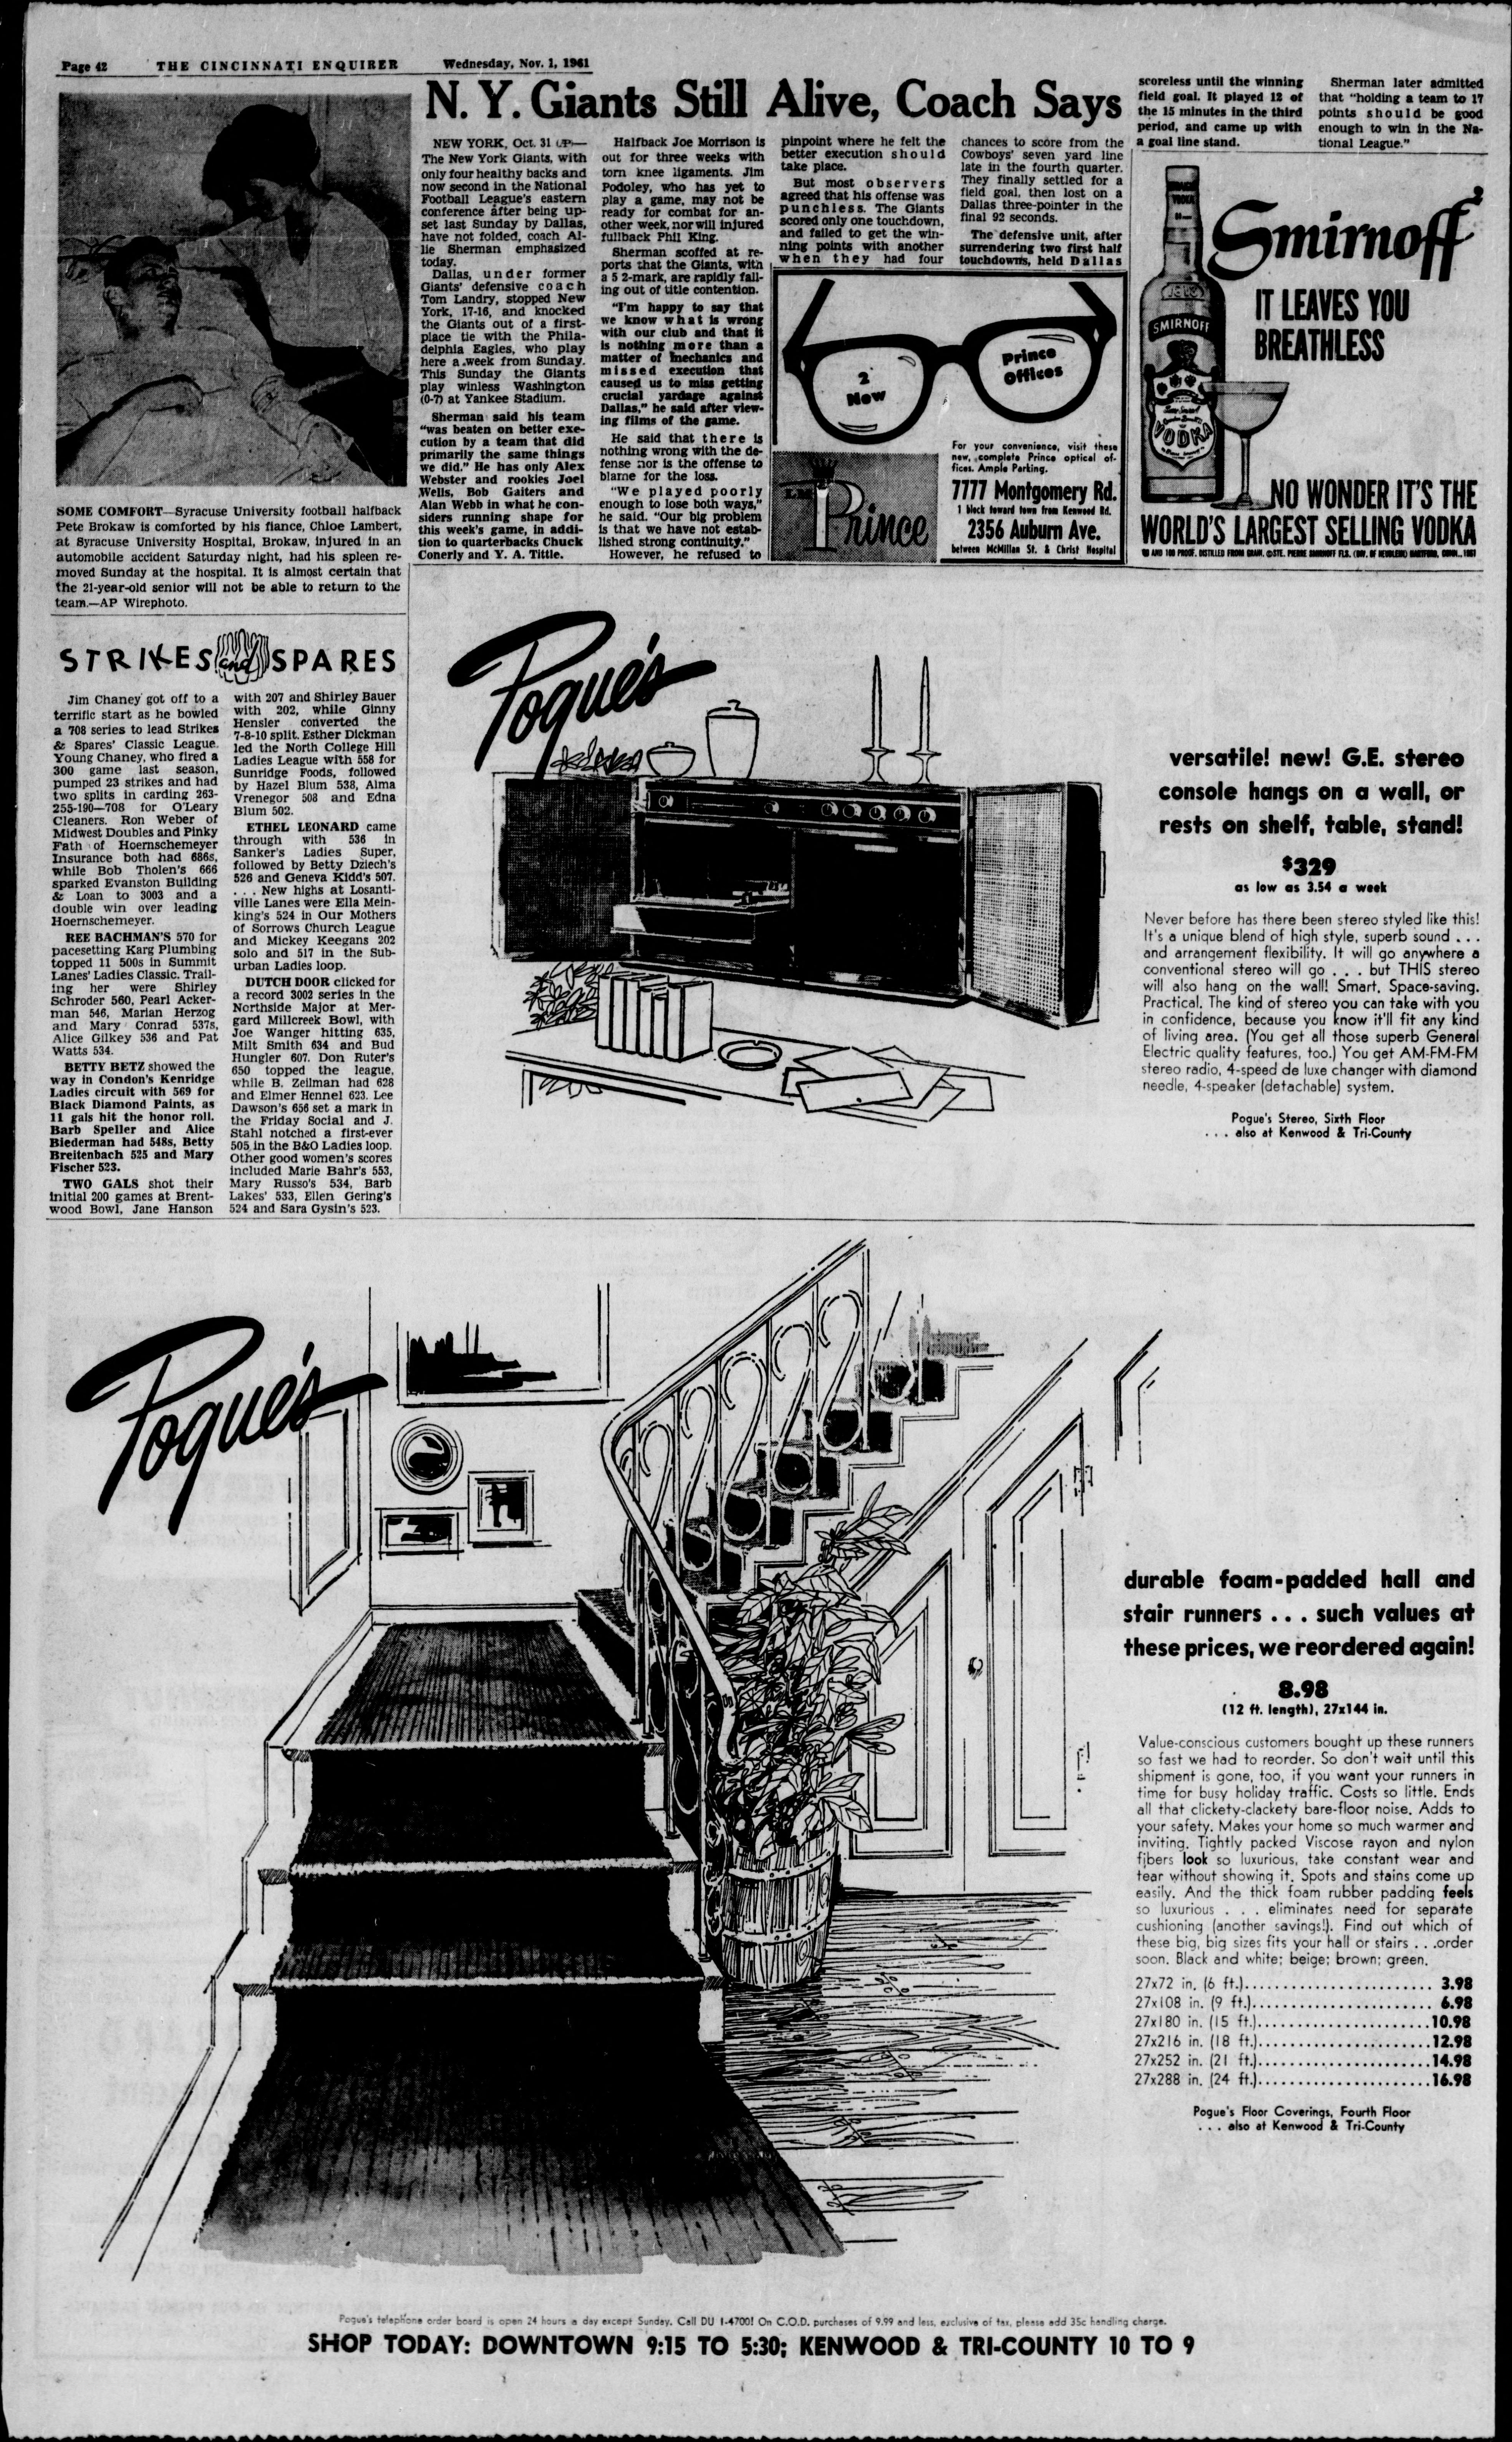 Page 42 THE CINCINNATI ENQUIRER Wednesday, Nov. 1, 1961
SOME COMFORT—Syracuse University football halfback
Pete Brokaw is comforted by his fiance, Chloe Lambert,
at Syracuse University Hospital, Brokaw, injured in an
automobile accident Saturday night, had his spleen re-
moved Sunday at the hospital. It is almost certain that
the 21-year-old senior will not be able to return to the
team.—AP Wirephoto.
N. Y. Giants Still Alive, Coach Says
NEW YORK, Oct. 31 (AP)—
The New York Giants, with
only four healthy backs and
now second in the National
Football League's eastern
conference after being up-
set last Sunday by Dallas,
have not folded, coach Al-
lie Sherman emphasized
today.
Dallas, under former
Giants' defensive coach
Tom Landry, stopped New
York, 17-16, and knocked
the Giants out of a first-
place tie with the Phila-
delphia Eagles, who play
here a week from Sunday.
This Sunday the Giants
play winless Washington
(0-7) at Yankee Stadium.
Sherman said his team
"was beaten on better exe-
cution by a team that did
primarily the same things
we did." He has only Alex
Webster and rookies Joel
Wells, Bob Gaiters and
Alan Webb in what he con-
siders running shape for
this week's game, in addi-
tion to quarterbacks Chuck
Conerly and Y. A. Tittle.
Halfback Joe Morrison is
out for three weeks with
torn knee ligaments. Jim
Podoley, who has yet to
play a game, may not be
ready for combat for an-
other week, nor will injured
fullback Phil King.
Sherman scoffed at re-
ports that the Giants, with
a 5 2-mark, are rapidly fall-
ing out of title contention.
"I'm happy to say that
we know what is wrong
with our club and that it
is nothing more than a
matter of mechanics and
missed execution that
caused us to miss getting
crucial yardage against
Dallas," he said after view-
ing films of the game.
He said that there is
nothing wrong with the de-
fense nor is the offense to
blame for the loss.
"We played poorly
enough to lose both ways,"
he said. "Our big problem
is that we have not estab-
lished strong continuity."
However, he refused to
pinpoint where he felt the
better execution should
take place.
But most observers
agreed that his offense was
punchless. The Giants
scored only one touchdown,
and failed to get the win-
ning points with another
when they had four
chances to score from the
Cowboys' seven yard line
late in the fourth quarter.
They finally settled for a
field goal, then lost on a
Dallas three-pointer in the
final 92 seconds.
The defensive unit, after
surrendering two first half
touchdowns, held Dallas
scoreless until the winning
field goal. It played 12 of
the 15 minutes in the third
period, and came up with
a goal line stand.
Sherman later admitted
that "holding a team to 17
points should be good
enough to win in the Na-
tional League."
2
New
Prince
Offices
For your convenience, visit these
new, complete Prince optical of-
fices. Ample Parking.
7777 Montgomery Rd.
1 block toward town from Kenwood Rd.
2356 Auburn Ave.
between McMillan St. & Christ Hospital
L.M. Prince
Smirnoff
IT LEAVES YOU
BREATHLESS
SMIRNOFF
VODKA
NO WONDER IT'S THE
WORLD'S LARGEST SELLING VODKA
80 AND 100 PROOF. DISTILLED FROM GRAIN. ©STE. PIERRE SMIRNOFF FLS. (DIV. OF HEUBLEIN) HARTFORD, CONN., 1961
STRIKES and SPARES
Jim Chaney got off to a
terrific start as he bowled
a 708 series to lead Strikes
& Spares' Classic League.
Young Chaney, who fired a
300 game last season,
pumped 23 strikes and had
two splits in carding 263-
255-190—708 for O'Leary
Cleaners. Ron Weber of
Midwest Doubles and Pinky
Fath of Hoernschemeyer
Insurance both had 686s,
while Bob Tholen's 666
sparked Evanston Building
& Loan to 3003 and a
double win over leading
Hoernschemeyer.
REE BACHMAN'S 570 for
pacesetting Karg Plumbing
topped 11 500s in Summit
Lanes' Ladies Classic. Trail-
ing her were Shirley
Schroder 560, Pearl Acker-
man 546, Marian Herzog
and Mary Conrad 537s,
Alice Gilkey 536 and Pat
Watts 534.
BETTY BETZ showed the
way in Condon's Kenridge
Ladies circuit with 569 for
Black Diamond Paints, as
11 gals hit the honor roll.
Barb Speller and Alice
Biederman had 548s, Betty
Breitenbach 525 and Mary
Fischer 523.
TWO GALS shot their
initial 200 games at Brent-
wood Bowl, Jane Hanson
with 207 and Shirley Bauer
with 202, while Ginny
Hensler converted the
7-8-10 split. Esther Dickman
led the North College Hill
Ladies League with 558 for
Sunridge Foods, followed
by Hazel Blum 538, Alma
Vrenegor 508 and Edna
Blum 502.
ETHEL LEONARD came
through with 536 in
Sanker's Ladies Super,
followed by Betty Dziech's
526 and Geneva Kidd's 507.
. . . New highs at Losanti-
ville Lanes were Ella Mein-
king's 524 in Our Mothers
of Sorrows Church League
and Mickey Keegans 202
solo and 517 in the Sub-
urban Ladies loop.
DUTCH DOOR clicked for
a record 3002 series in the
Northside Major at Mer-
gard Millcreek Bowl, with
Joe Wanger hitting 635,
Milt Smith 634 and Bud
Hungler 607. Don Ruter's
650 topped the league,
while B. Zellman had 628
and Elmer Hennel 623. Lee
Dawson's 656 set a mark in
the Friday Social and J.
Stahl notched a first-ever
505 in the B&O Ladies loop.
Other good women's scores
included Marie Bahr's 553,
Mary Russo's 534, Barb
Lakes' 533, Ellen Gering's
524 and Sara Gysin's 523.
Pogue's
versatile! new! G.E. stereo
console hangs on a wall, or
rests on shelf, table, stand!
$329
as low as 3.54 a week
Never before has there been stereo styled like this!
It's a unique blend of high style, superb sound . . .
and arrangement flexibility. It will go anywhere a
conventional stereo will go . . . but THIS stereo
will also hang on the wall! Smart. Space-saving.
Practical. The kind of stereo you can take with you
in confidence, because you know it'll fit any kind
of living area. (You get all those superb General
Electric quality features, too.) You get AM-FM-FM
stereo radio, 4-speed de luxe changer with diamond
needle, 4-speaker (detachable) system.
Pogue's Stereo, Sixth Floor
. . . also at Kenwood & Tri-County
Pogue's
durable foam-padded hall and
stair runners . . . such values at
these prices, we reordered again!
8.98
(12 ft. length), 27x144 in.
Value-conscious customers bought up these runners
so fast we had to reorder. So don't wait until this
shipment is gone, too, if you want your runners in
time for busy holiday traffic. Costs so little. Ends
all that clickety-clackety bare-floor noise. Adds to
your safety. Makes your home so much warmer and
inviting. Tightly packed Viscose rayon and nylon
fibers look so luxurious, take constant wear and
tear without showing it. Spots and stains come up
easily. And the thick foam rubber padding feels
so luxurious . . . eliminates need for separate
cushioning (another savings!). Find out which of
these big, big sizes fits your hall or stairs . . .order
soon. Black and white; beige; brown; green.
27x72 in. (6 ft.)........................ 3.98
27x108 in. (9 ft.)....................... 6.98
27x180 in. (15 ft.)......................10.98
27x216 in. (18 ft.)......................12.98
27x252 in. (21 ft.)......................14.98
27x288 in. (24 ft.)......................16.98
Pogue's Floor Coverings, Fourth Floor
. . . also at Kenwood & Tri-County
Pogue's telephone order board is open 24 hours a day except Sunday. Call DU 1-4700! On C.O.D. purchases of 9.99 and less, exclusive of tax, please add 35c handling charge.
SHOP TODAY: DOWNTOWN 9:15 TO 5:30; KENWOOD & TRI-COUNTY 10 TO 9